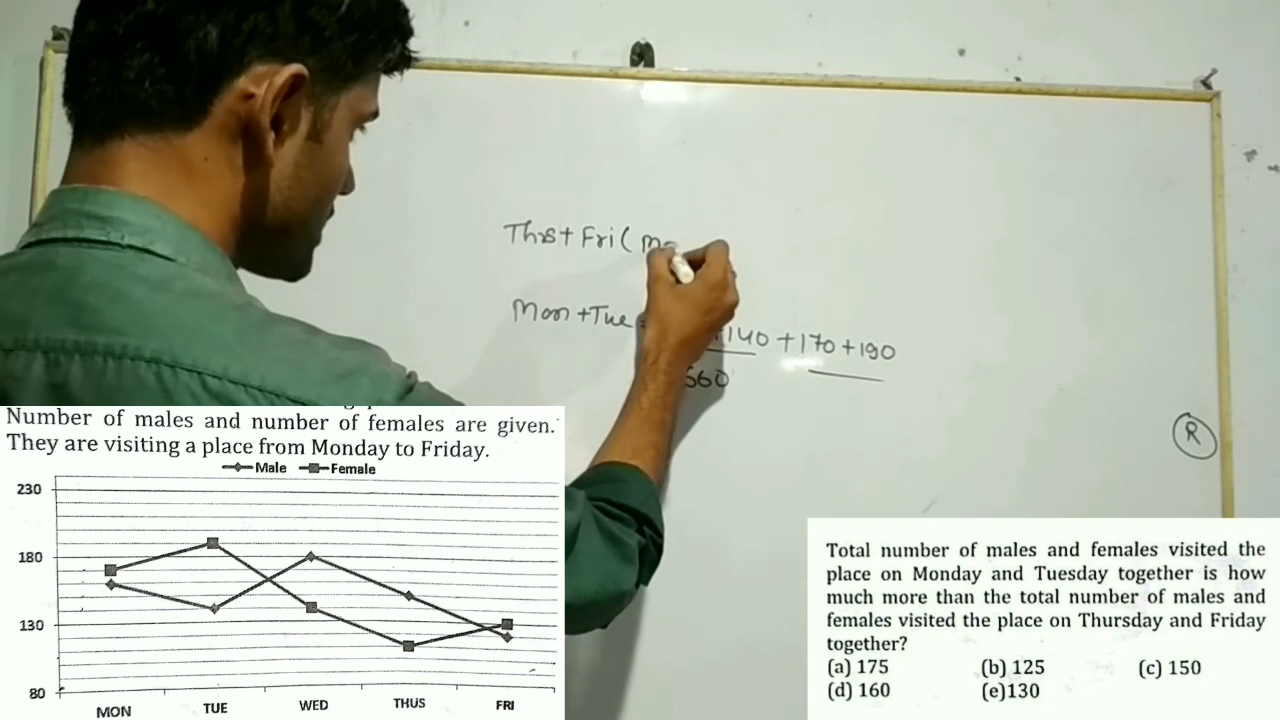 Thrs+ Fri ( Ma
Mon +Tue
+140 +170+190
660
R
Number of males and number of females are given.
They are visiting a place from Monday to Friday.
Male Female
230
180
130
80
MON TUE WED THUS FRI
Total number of males and females visited the
place on Monday and Tuesday together is how
much more than the total number of males and
females visited the place on Thursday and Friday
together?
(a) 175 (b) 125 (c) 150
(d) 160 (e)130